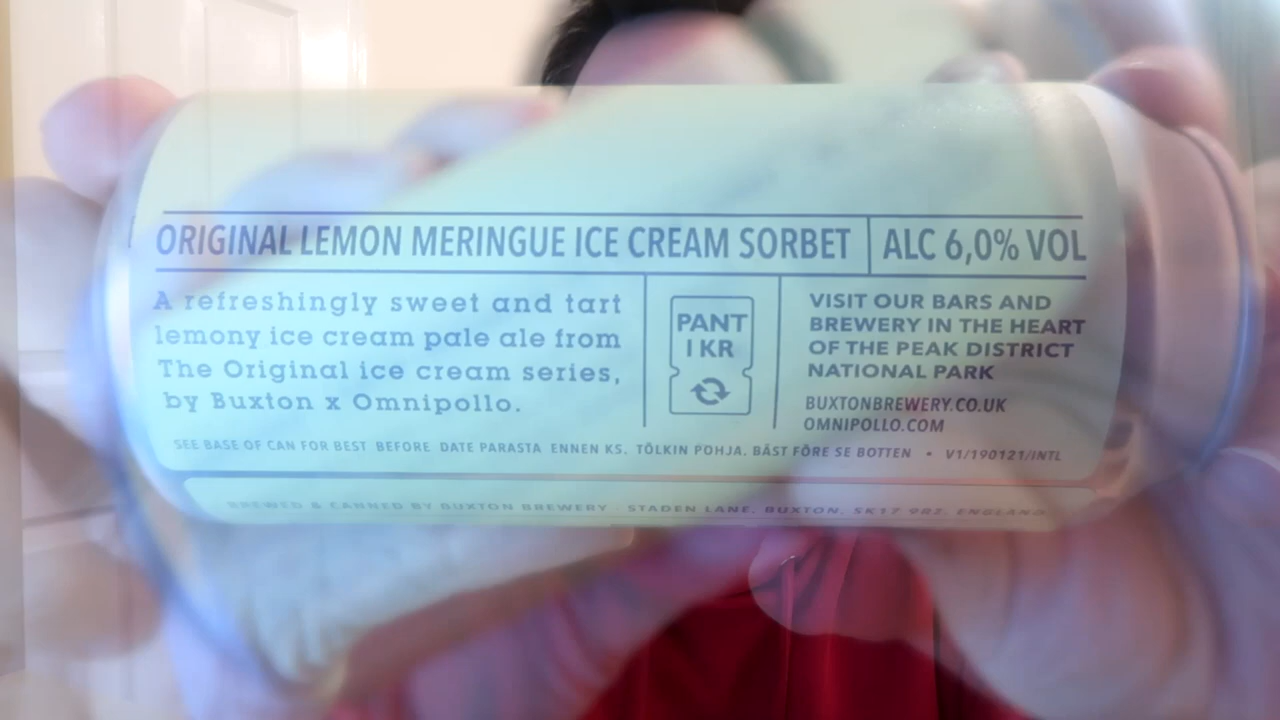 ORIGINAL LEMON MERINGUE ICE CREAM SORBET
ALC 6,0% VOL
A refreshingly sweet and tart
lemony ice cream pale ale from
The Original ice cream series,
by Buxton x Omnipollo.
PANT
1 KR
VISIT OUR BARS AND
BREWERY IN THE HEART
OF THE PEAK DISTRICT
NATIONAL PARK
BUXTONBREWERY.CO.UK
OMNIPOLLO.COM
SEE BASE OF CAN FOR BEST BEFORE DATE PARASTA ENNEN KS. TÖLKIN POHJA. BÄST FÖRE SE BOTTEN • V1/190121/INTL
BREWED & CANNED BY BUXTON BREWERY · STADEN LANE, BUXTON, SK17 9RZ, ENGLAND